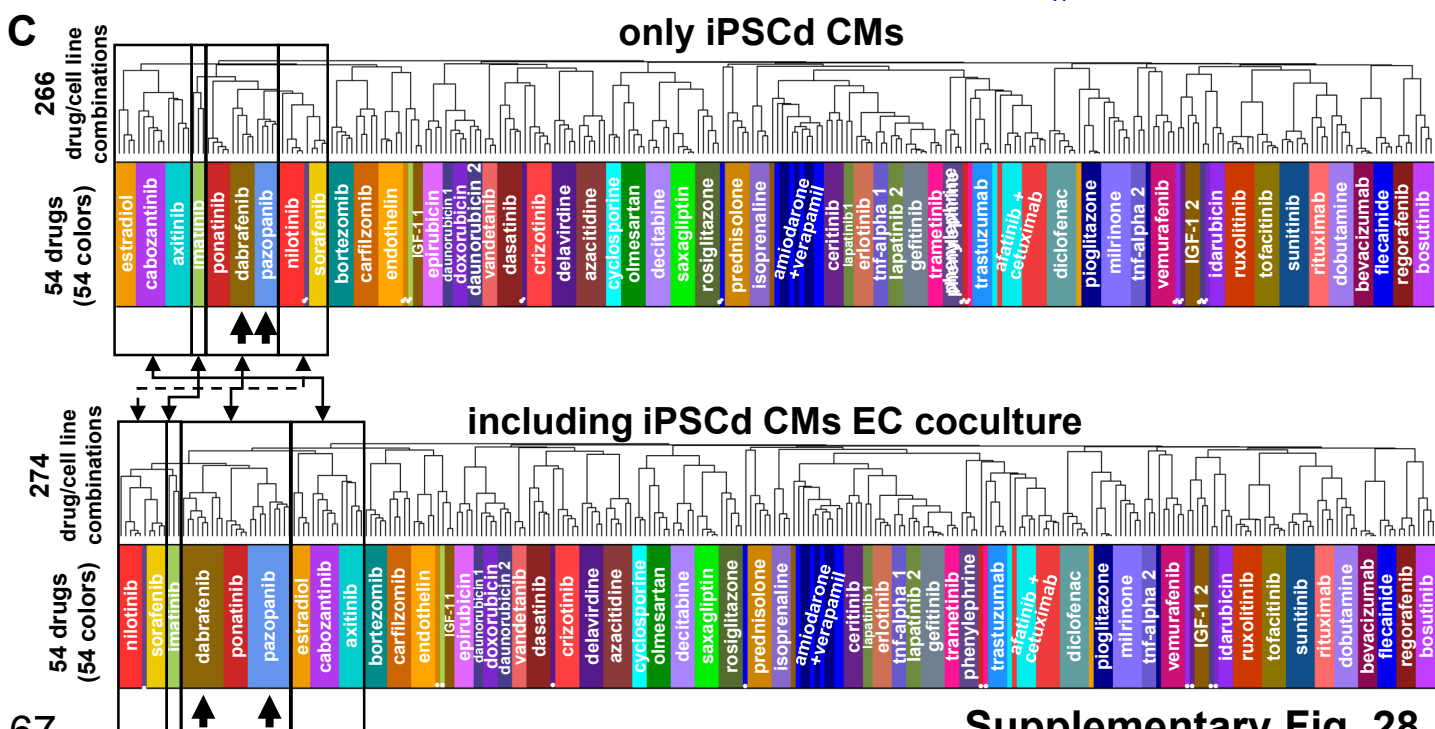 C
only iPSCd CMs
266
drug/cell line
combinations
54 drugs
(54 colors)
estradiol
cabozantinib
axitinib
imatinib
ponatinib
dabrafenib
pazopanib
nilotinib
sorafenib
bortezomib
carfilzomib
endothelin
IGF-1 1
epirubicin
daunorubicin 1
doxorubicin
daunorubicin 2
vandetanib
dasatinib
crizotinib
delavirdine
azacitidine
cyclosporine
olmesartan
decitabine
saxagliptin
rosiglitazone
prednisolone
isoprenaline
amiodarone
+verapamil
ceritinib
lapatinib1
erlotinib
tnf-alpha 1
lapatinib 2
gefitinib
trametinib
phenylephrine
trastuzumab
afatinib +
cetuximab
diclofenac
pioglitazone
milrinone
tnf-alpha 2
vemurafenib
IGF-1 2
idarubicin
ruxolitinib
tofacitinib
sunitinib
rituximab
dobutamine
bevacizumab
flecainide
regorafenib
bosutinib
including iPSCd CMs EC coculture
274
drug/cell line
combinations
54 drugs
(54 colors)
nilotinib
sorafenib
imatinib
dabrafenib
ponatinib
pazopanib
estradiol
cabozantinib
axitinib
bortezomib
carfilzomib
endothelin
IGF-1 1
epirubicin
daunorubicin 1
doxorubicin
daunorubicin 2
vandetanib
dasatinib
crizotinib
delavirdine
azacitidine
cyclosporine
olmesartan
decitabine
saxagliptin
rosiglitazone
prednisolone
isoprenaline
amiodarone
+verapamil
ceritinib
lapatinib1
erlotinib
tnf-alpha 1
lapatinib 2
gefitinib
trametinib
phenylephrine
trastuzumab
afatinib +
cetuximab
diclofenac
pioglitazone
milrinone
tnf-alpha 2
vemurafenib
IGF-1 2
idarubicin
ruxolitinib
tofacitinib
sunitinib
rituximab
dobutamine
bevacizumab
flecainide
regorafenib
bosutinib
67
Supplementary Fig. 28